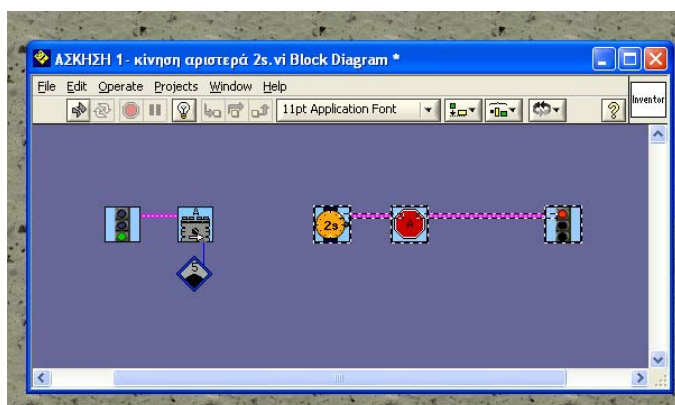 ΑΣΚΗΣΗ 1- κίνηση αριστερά 2s.vi Block Diagram *
File Edit Operate Projects Window Help
11pt Application Font
Inventor
A
2s
A
5